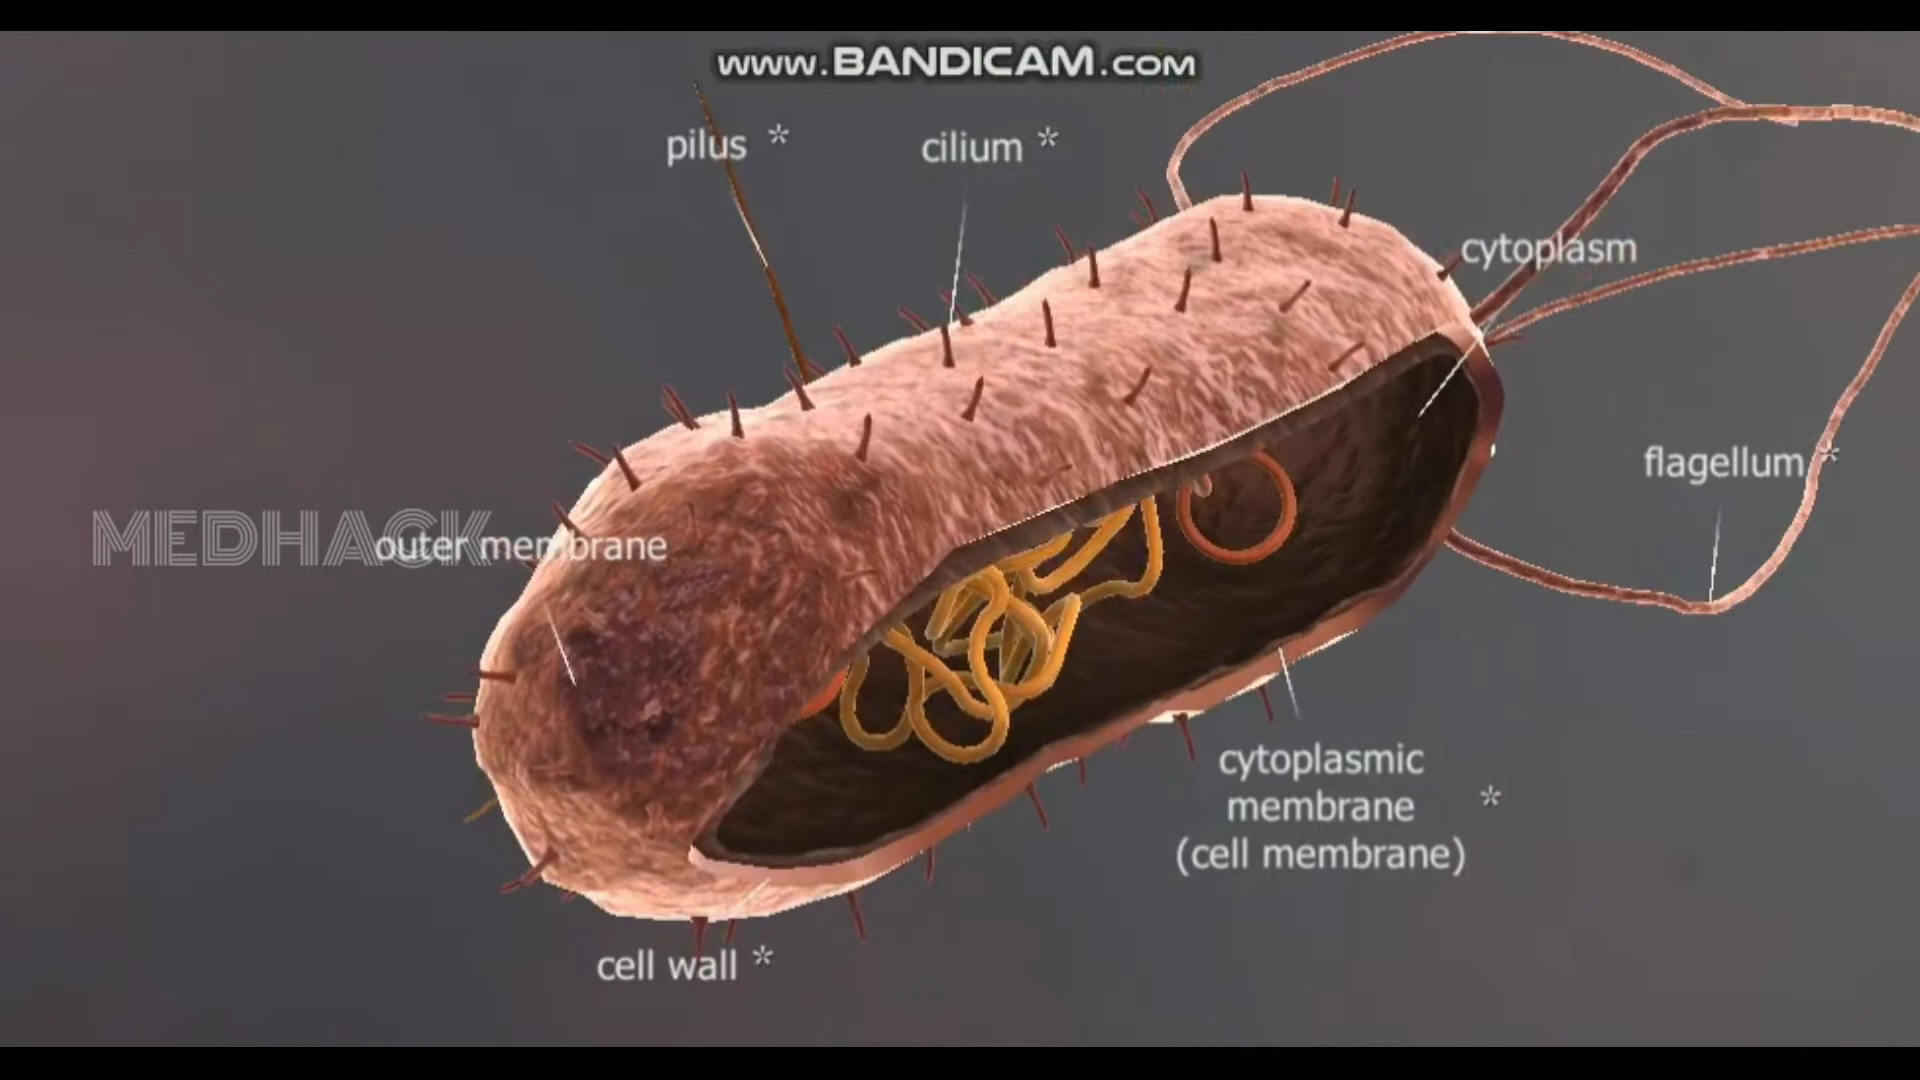 www.BANDICAM.com
pilus *
cilium *
cytoplasm
flagellum *
MEDHACK
outer membrane
cytoplasmic
membrane *
(cell membrane)
cell wall *